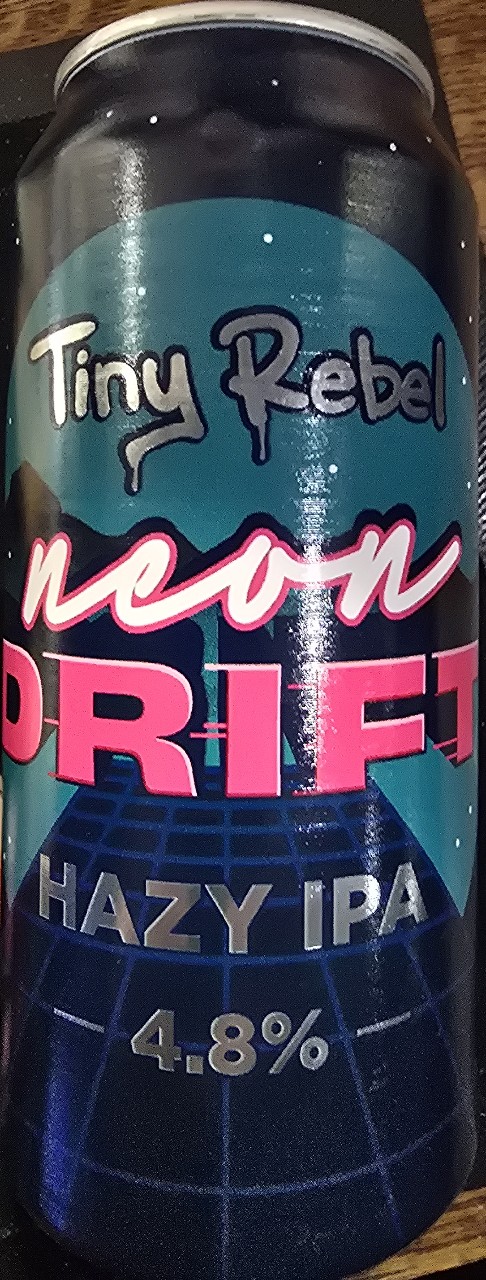 Tiny Rebel
neon
DRIFT
HAZY IPA
4.8%